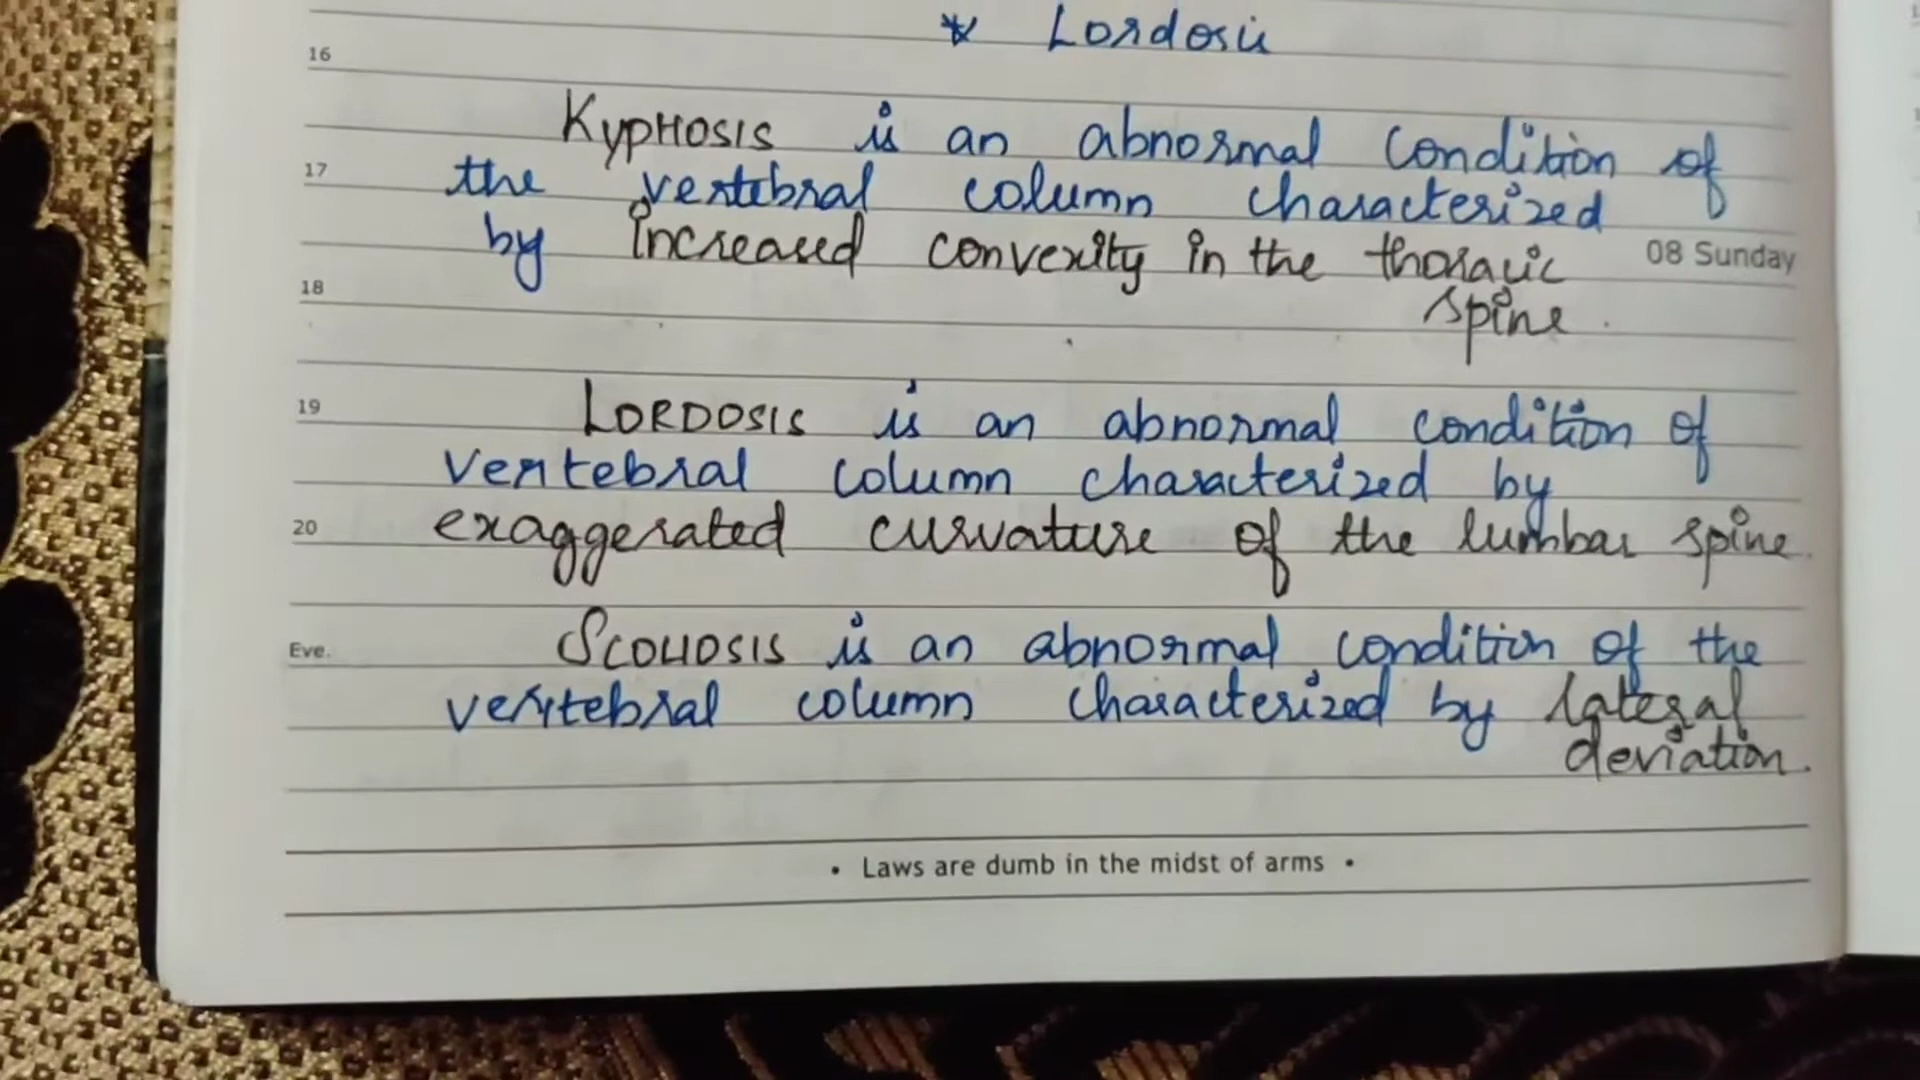 * Lordosis
16
KYPHOSIS is an abnormal condition of
17
the vertebral column characterized
by increased convexity in the thoracic
08 Sunday
18
spine.
19
LORDOSIS is an abnormal condition of
vertebral column characterized by
20
exaggerated curvature of the lumbar spine.
Eve.
SCOLIOSIS is an abnormal condition of the
vertebral column characterized by lateral
deviation.
• Laws are dumb in the midst of arms •